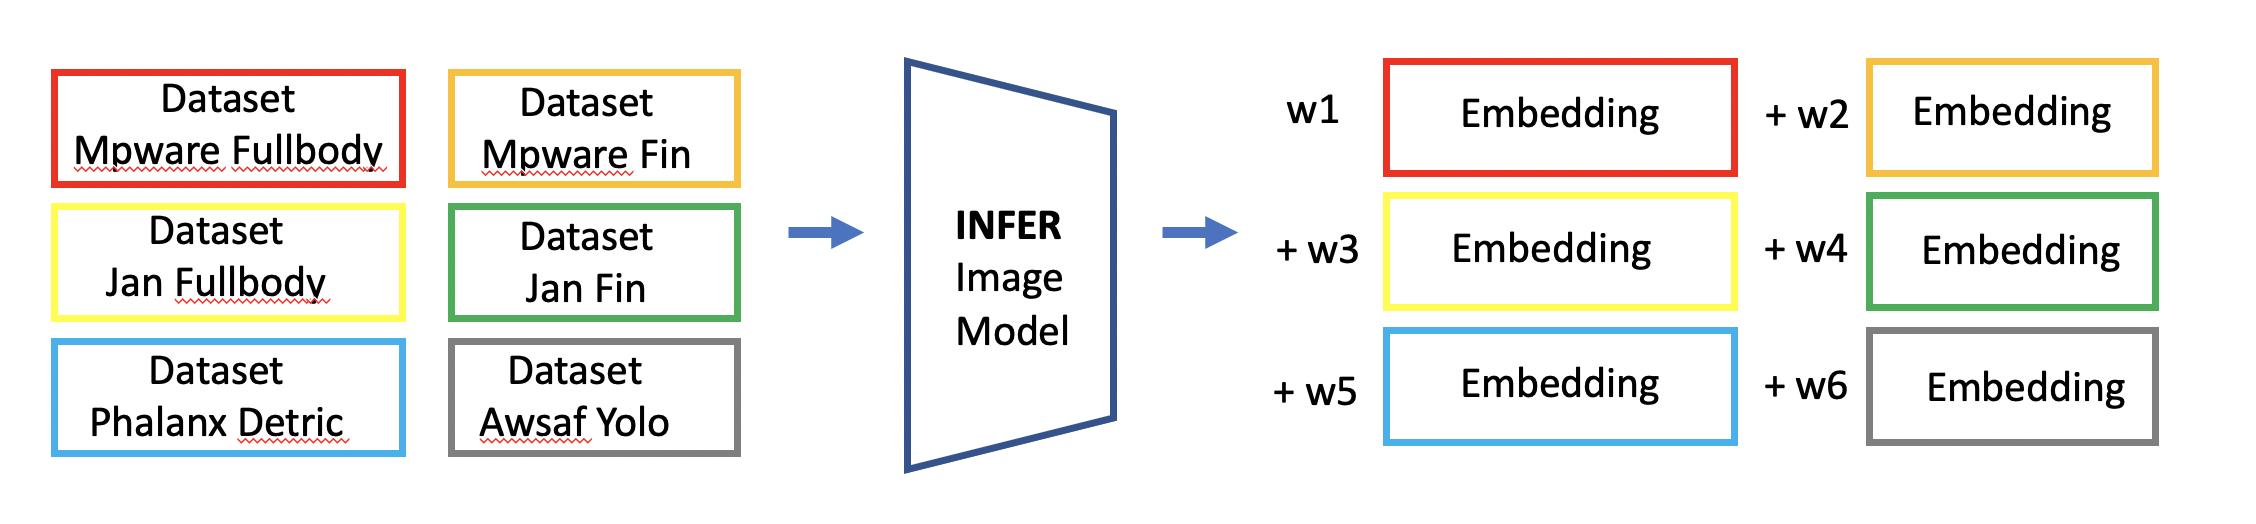 Dataset
Mpware Fullbody
Dataset
Mpware Fin
Dataset
Jan Fullbody
Dataset
Jan Fin
Dataset
Phalanx Detric
Dataset
Awsaf Yolo
INFER
Image
Model
w1 Embedding + w2 Embedding
+ w3 Embedding + w4 Embedding
+ w5 Embedding + w6 Embedding